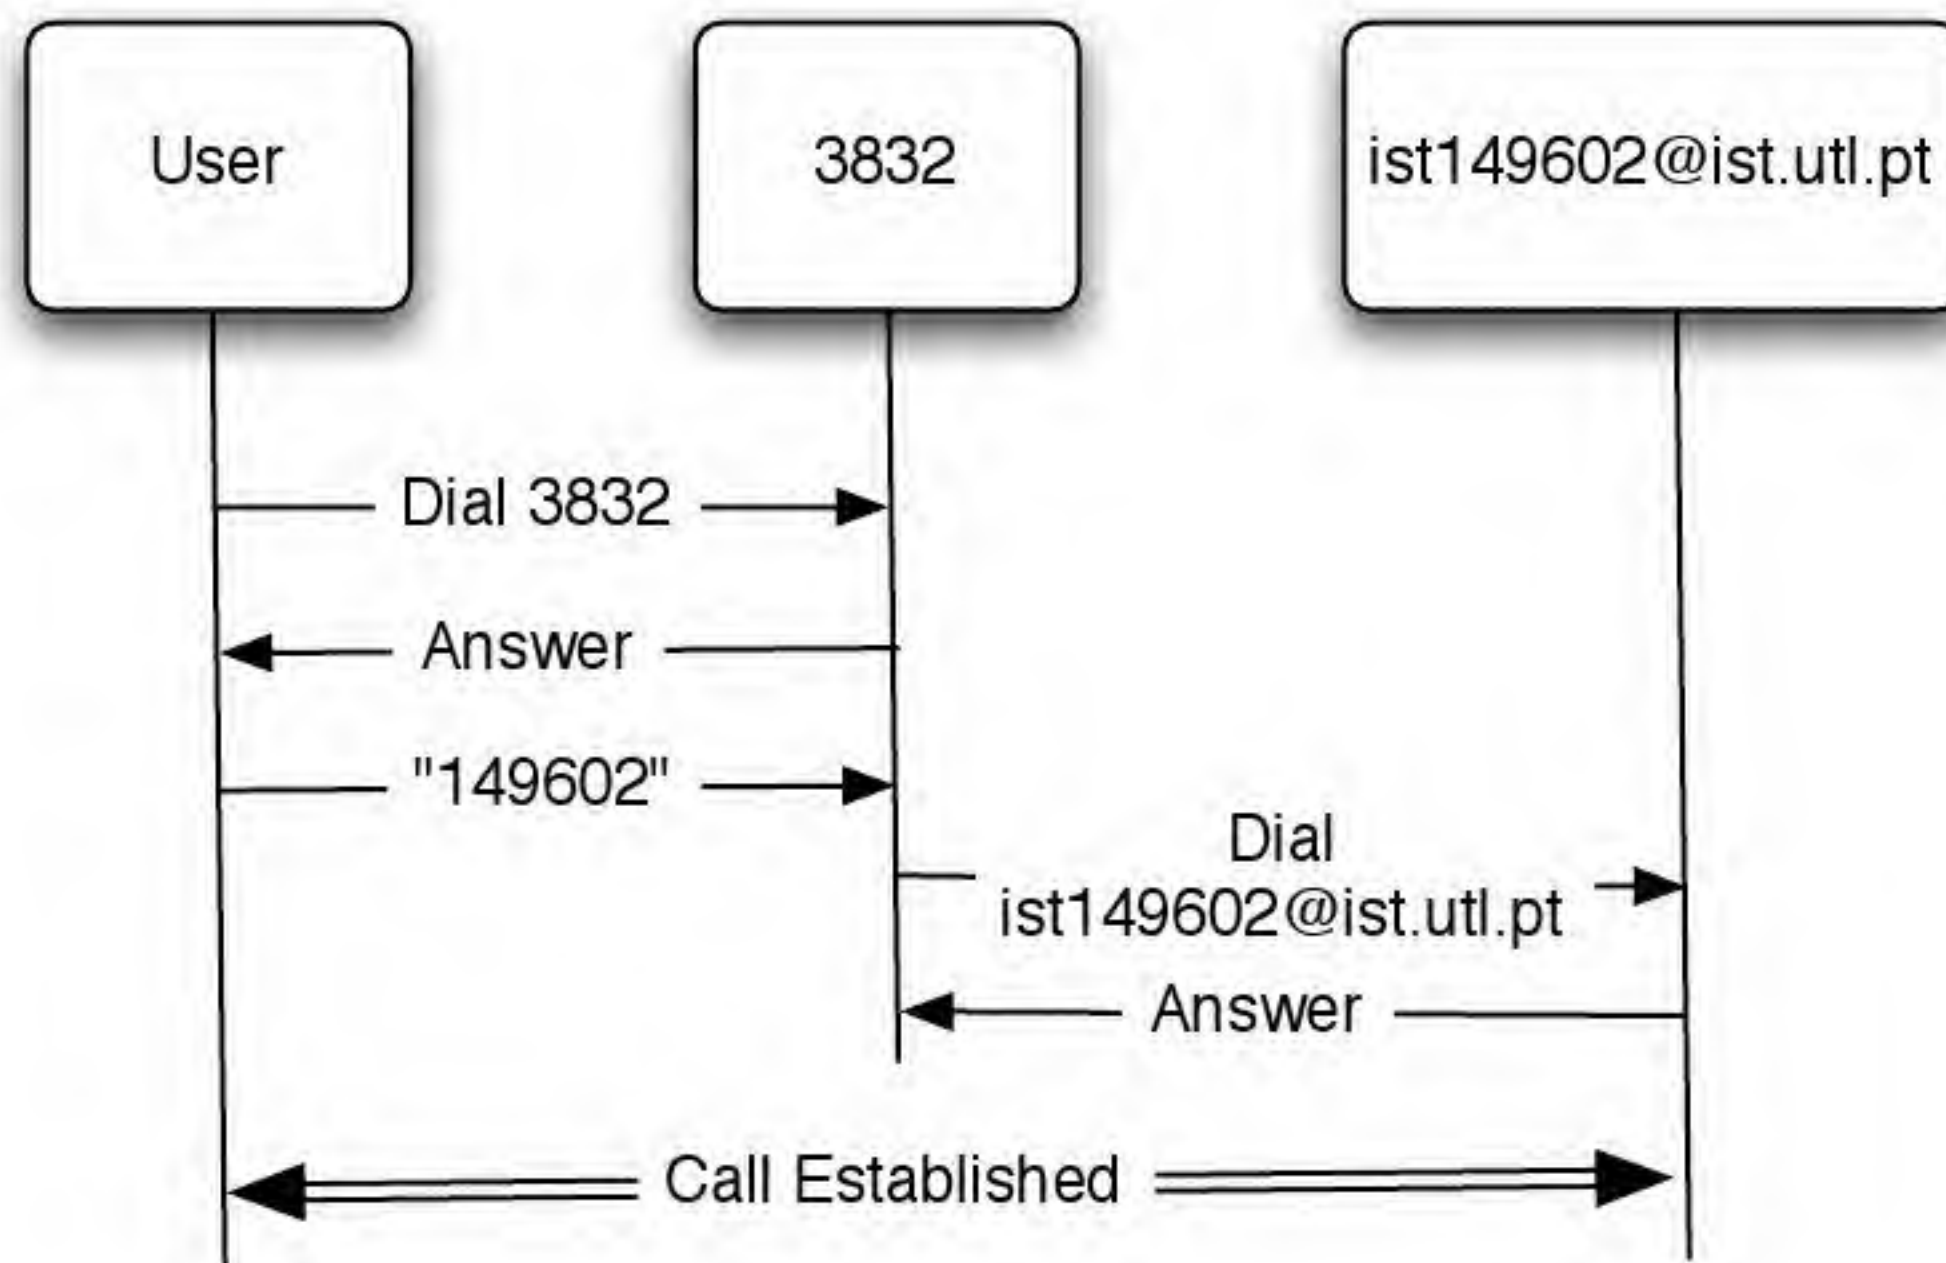 User
3832
ist149602@ist.utl.pt
Dial 3832
Answer
"149602"
Dial
ist149602@ist.utl.pt
Answer
Call Established